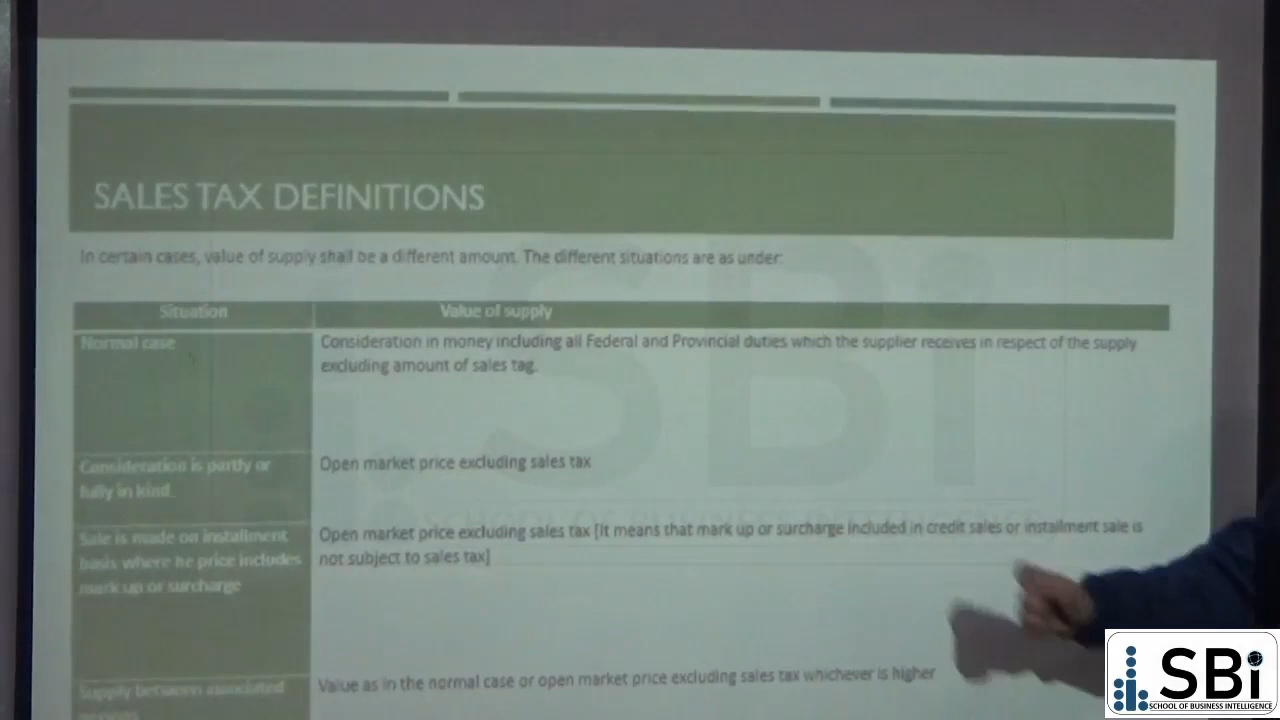 SALES TAX DEFINITIONS
In certain cases, value of supply shall be a different amount. The different situations are as under:
Situation
Value of supply
Normal case
Consideration in money including all Federal and Provincial duties which the supplier receives in respect of the supply
excluding amount of sales tag.
Consideration is partly or
fully in kind.
Open market price excluding sales tax
Sale is made on installment
basis where he price includes
mark up or surcharge
Open market price excluding sales tax [It means that mark up or surcharge included in credit sales or installment sale is
not subject to sales tax]
Supply between associated
Value as in the normal case or open market price excluding sales tax whichever is higher
SBi
SCHOOL OF BUSINESS INTELLIGENCE
SBi
SCHOOL OF BUSINESS INTELLIGENCE